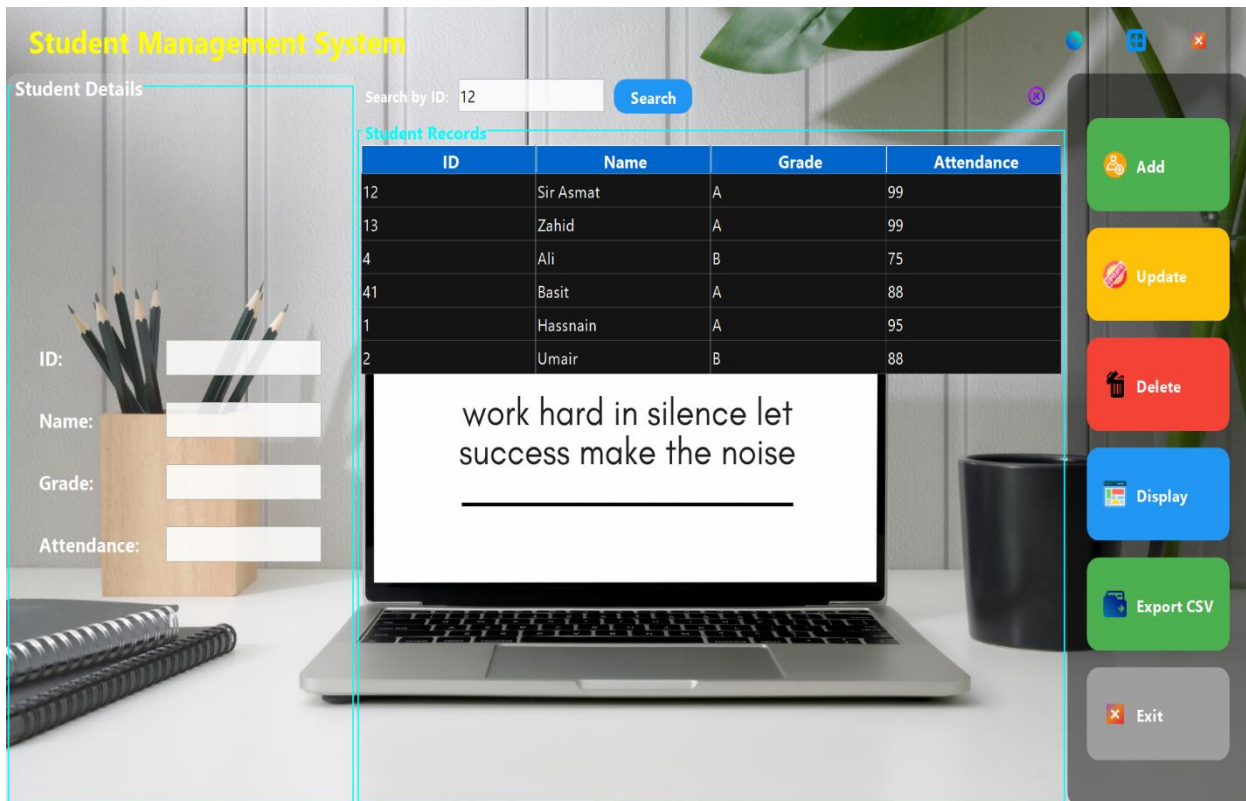 Student Management System
Student Details
Search by ID: 12 Search
Student Records
ID Name Grade Attendance
12 Sir Asmat A 99
13 Zahid A 99
4 Ali B 75
41 Basit A 88
1 Hassnain A 95
2 Umair B 88
ID:
Name:
Grade:
Attendance:
work hard in silence let
success make the noise
Add
Update
Delete
Display
Export CSV
Exit